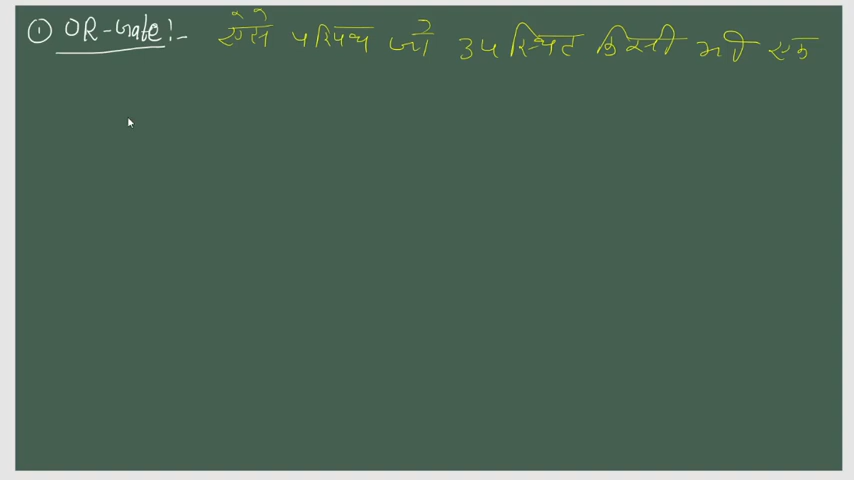 ① OR-Gate:- ऐसे परिपथ जो उपस्थित किसी भी एक